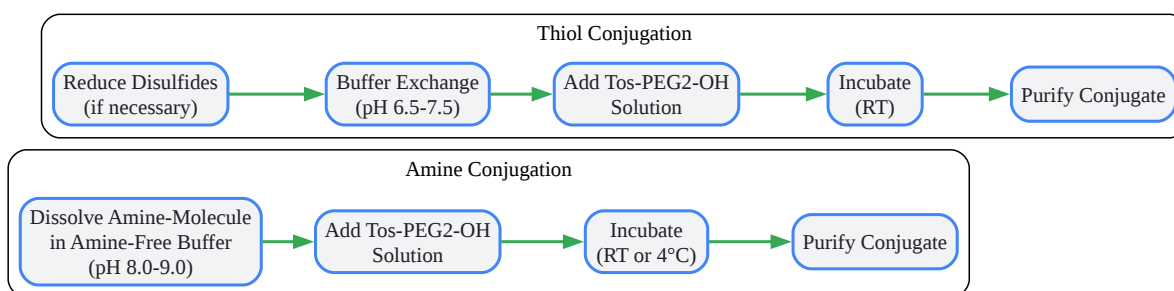 Thiol Conjugation
Reduce Disulfides
(if necessary)
Buffer Exchange
(pH 6.5-7.5)
Add Tos-PEG2-OH
Solution
Incubate
(RT)
Purify Conjugate
Amine Conjugation
Dissolve Amine-Molecule
in Amine-Free Buffer
(pH 8.0-9.0)
Add Tos-PEG2-OH
Solution
Incubate
(RT or 4°C)
Purify Conjugate